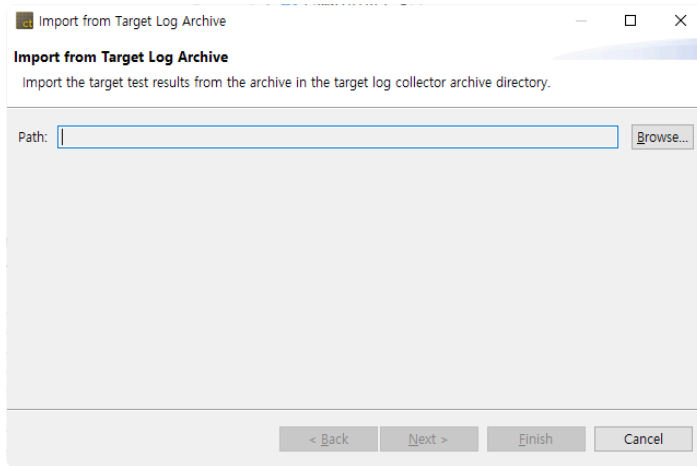 ct Import from Target Log Archive
Import from Target Log Archive
Import the target test results from the archive in the target log collector archive directory.
Path: Browse...
< Back Next > Finish Cancel